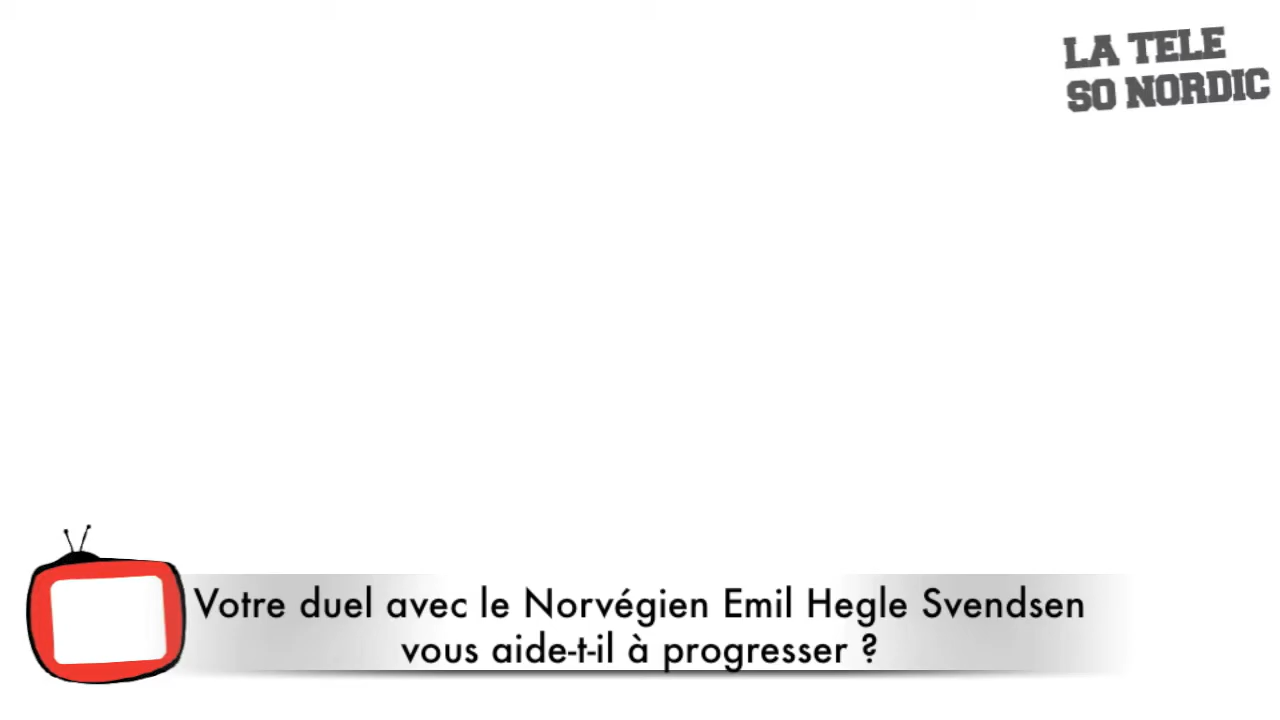 LA TELE
SO NORDIC
Votre duel avec le Norvégien Emil Hegle Svendsen
vous aide-t-il à progresser ?